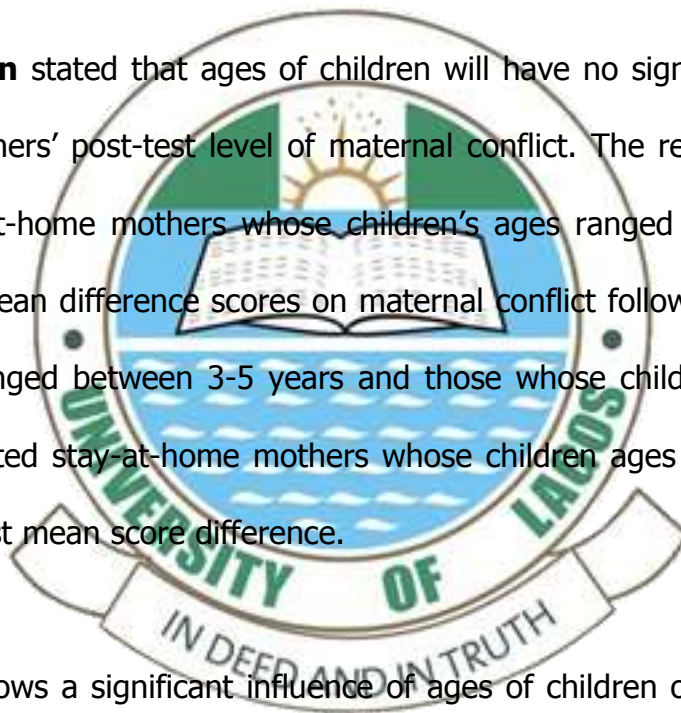 n stated that ages of children will have no sign
ners' post-test level of maternal conflict. The re
t-home mothers whose children's ages ranged
ean difference scores on maternal conflict follow
nged between 3-5 years and those whose child
ted stay-at-home mothers whose children ages
st mean score difference.
UNIVERSITY OF LAGOS
IN DEED AND IN TRUTH
ows a significant influence of ages of children o